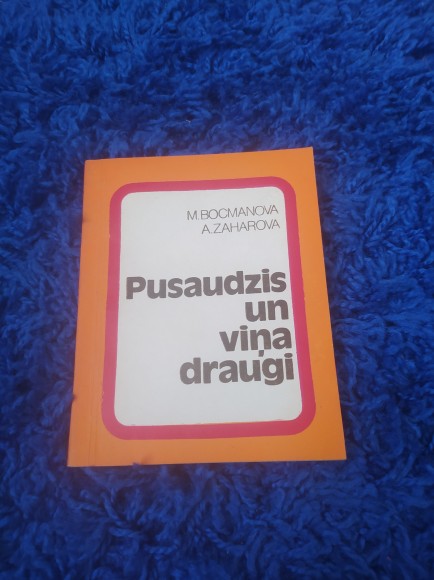 M.BOCMANOVA
A.ZAHAROVA
Pusaudzis
un
viņa
draugi